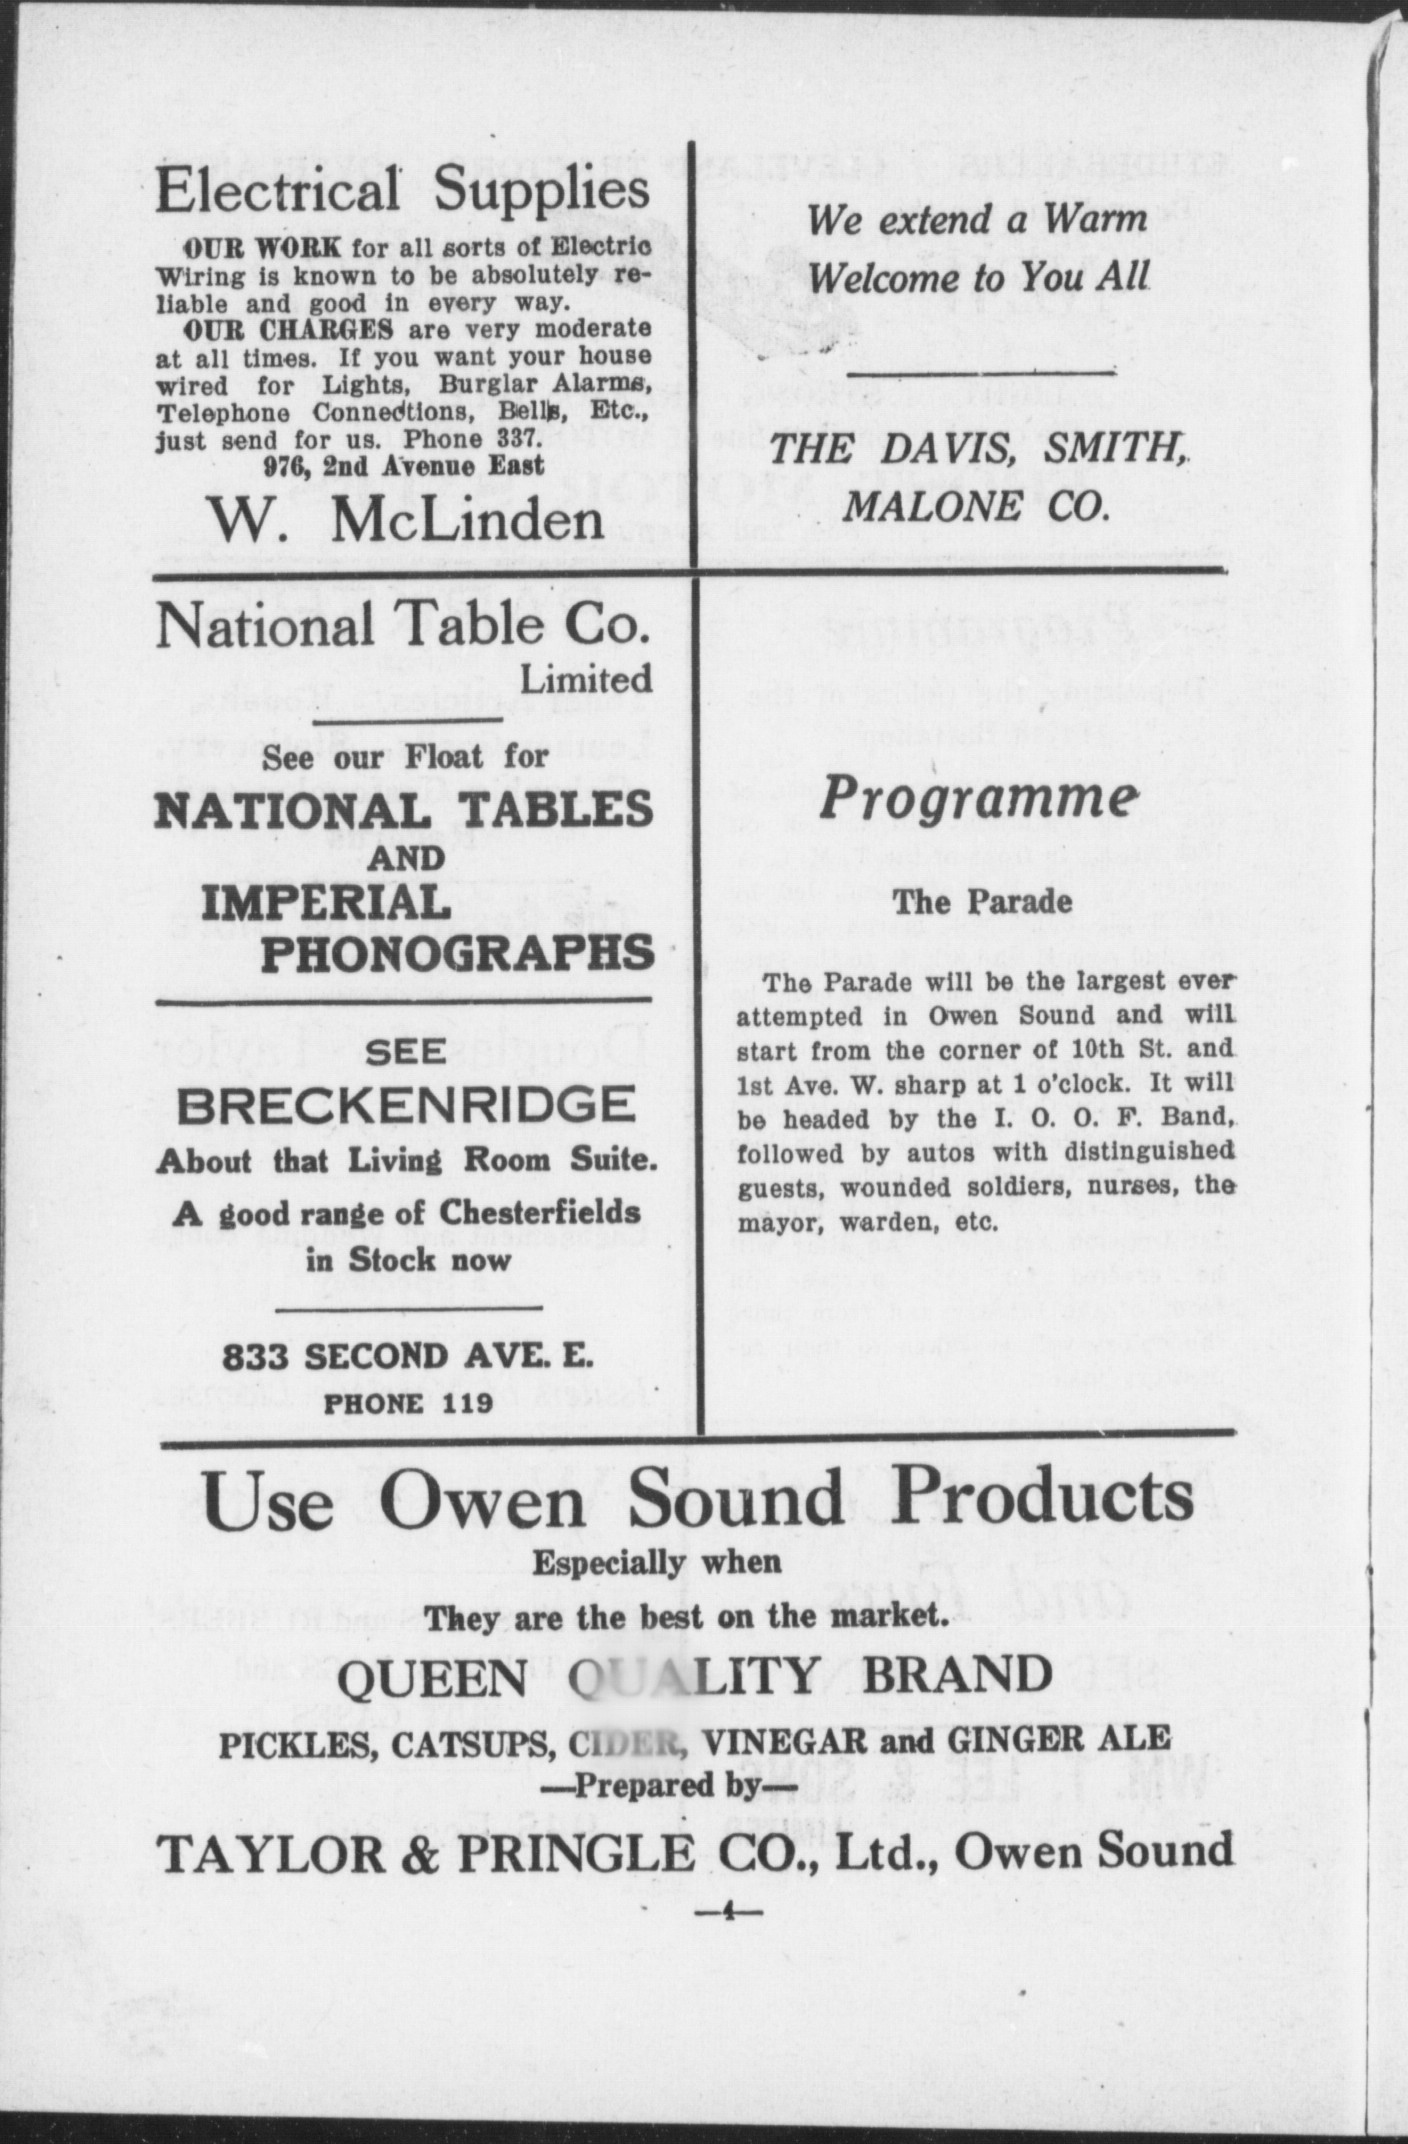 Electrical Supplies
OUR WORK for all sorts of Electric
Wiring is known to be absolutely re-
liable and good in every way.
OUR CHARGES are very moderate
at all times. If you want your house
wired for Lights, Burglar Alarms,
Telephone Connections, Bells, Etc.,
just send for us. Phone 337.
976, 2nd Avenue East
W. McLinden
We extend a Warm
Welcome to You All
THE DAVIS, SMITH,
MALONE CO.
National Table Co.
Limited
See our Float for
NATIONAL TABLES
AND
IMPERIAL
PHONOGRAPHS
SEE
BRECKENRIDGE
About that Living Room Suite.
A good range of Chesterfields
in Stock now
833 SECOND AVE. E.
PHONE 119
Programme
The Parade
The Parade will be the largest ever
attempted in Owen Sound and will
start from the corner of 10th St. and
1st Ave. W. sharp at 1 o'clock. It will
be headed by the I. O. O. F. Band,
followed by autos with distinguished
guests, wounded soldiers, nurses, the
mayor, warden, etc.
Use Owen Sound Products
Especially when
They are the best on the market.
QUEEN QUALITY BRAND
PICKLES, CATSUPS, CIDER, VINEGAR and GINGER ALE
—Prepared by—
TAYLOR & PRINGLE CO., Ltd., Owen Sound
—4—